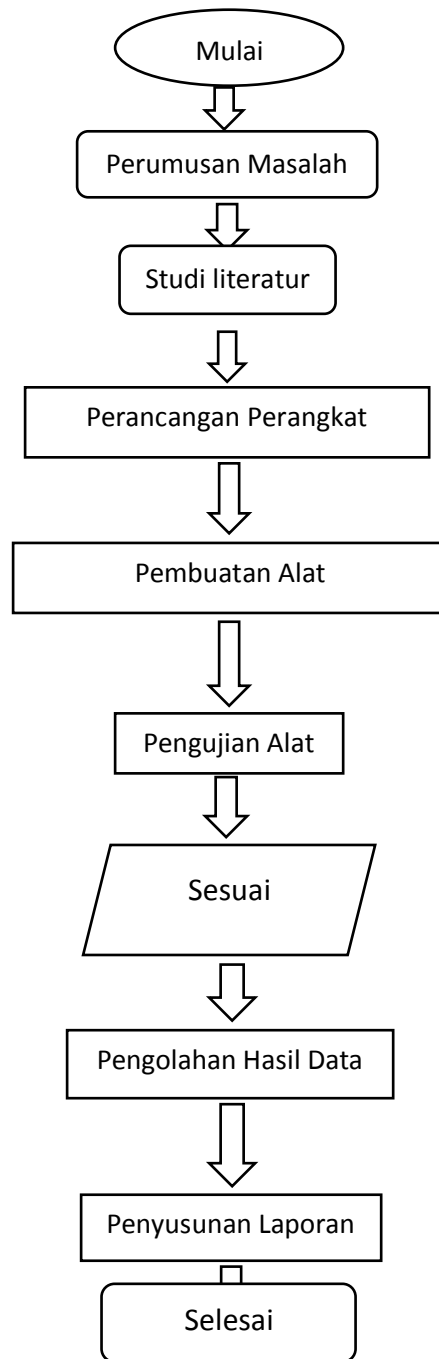 Mulai
Perumusan Masalah
Studi literatur
Perancangan Perangkat
Pembuatan Alat
Pengujian Alat
Sesuai
Pengolahan Hasil Data
Penyusunan Laporan
Selesai